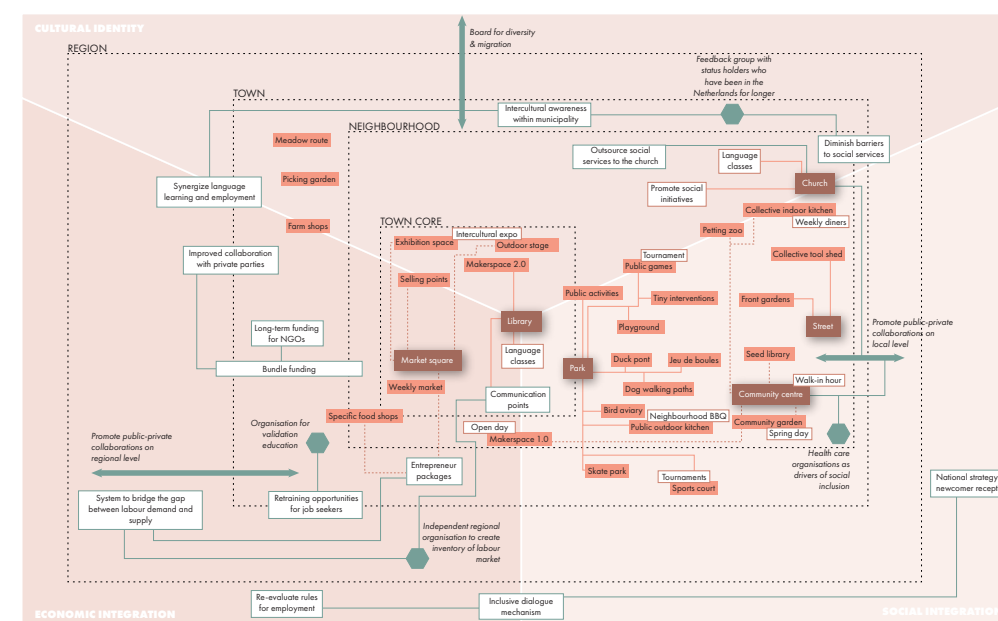 CULTURAL IDENTITY
Board for diversity
& migration
REGION
Feedback group with
status holders who
have been in the
Netherlands for longer
TOWN
Intercultural awareness
within municipality
NEIGHBOURHOOD
Meadow route
Diminish barriers
to social services
Outsource social
services to the church
Language
classes
Picking garden
Synergize language
learning and employment
Church
Promote social
initiatives
Collective indoor kitchen
Weekly diners
TOWN CORE
Farm shops
Petting zoo
Intercultural expo
Exhibition space
Outdoor stage
Improved collaboration
with private parties
Tournament
Public games
Collective tool shed
Makerspace 2.0
Selling points
Public activities
Tiny interventions
Front gardens
Library
Street
Playground
Long-term funding
for NGOs
Promote public-private
collaborations on
local level
Language
classes
Market square
Duck pont
Jeu de boules
Seed library
Park
Bundle funding
Walk-in hour
Weekly market
Dog walking paths
Community centre
Communication
points
Specific food shops
Bird aviary
Neighbourhood BBQ
Community garden
Public outdoor kitchen
Open day
Spring day
Makerspace 1.0
Organisation for
validation
education
Promote public-private
collaborations on
regional level
Health care
organisations as
drivers of social
inclusion
Entrepreneur
packages
Skate park
Tournaments
Sports court
National strategy
newcomer recept
System to bridge the gap
between labour demand and
supply
Retraining opportunities
for job seekers
Independent regional
organisation to create
inventory of labour
market
Re-evaluate rules
for employment
Inclusive dialogue
mechanism
ECONOMIC INTEGRATION
SOCIAL INTEGRATION